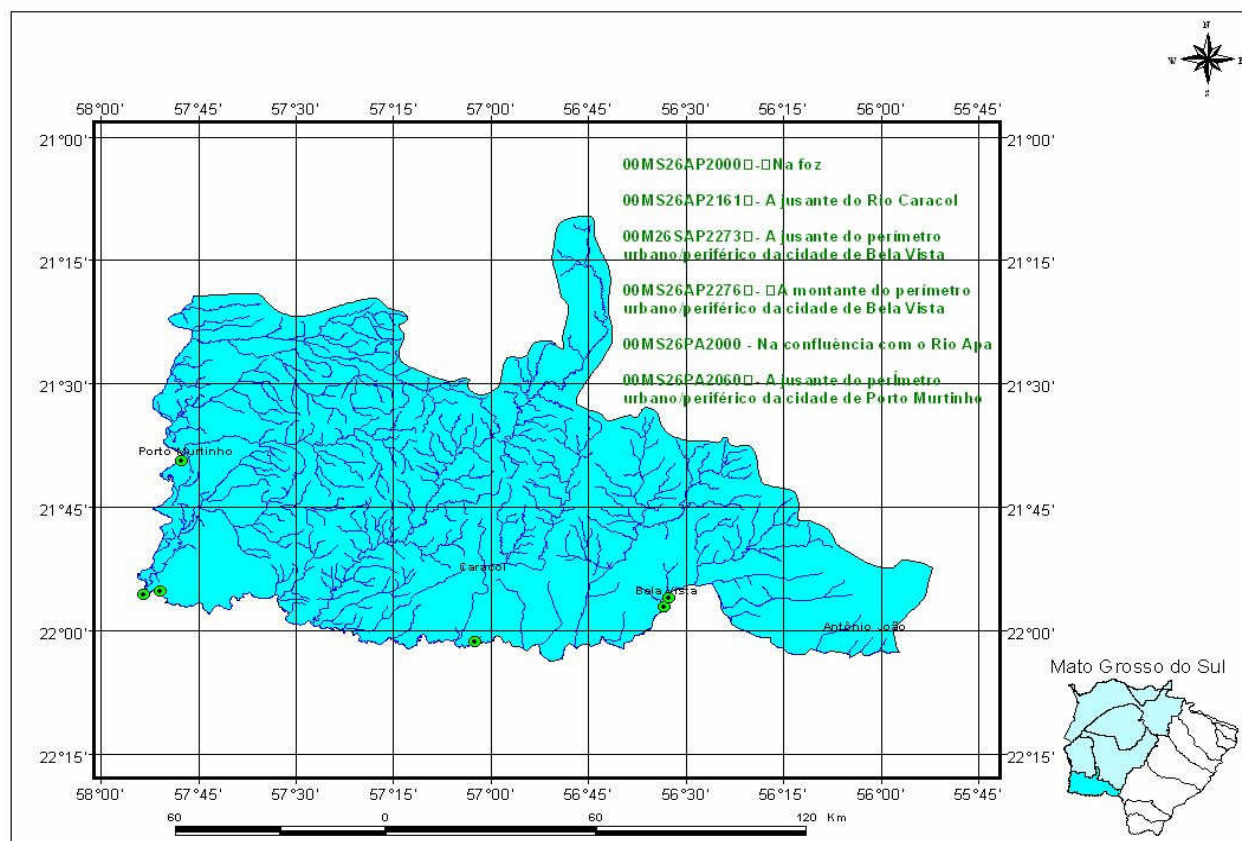 N
W E
S
58°00' 57°45' 57°30' 57°15' 57°00' 56°45' 56°30' 56°15' 56°00' 55°45'
21°00' 21°00'
00MS26AP2000□-□Na foz
00MS26AP2161□- A jusante do Rio Caracol
00M26SAP2273□- A jusante do perímetro
urbano/periférico da cidade de Bela Vista
21°15' 21°15'
00MS26AP2276□- □A montante do perímetro
urbano/periférico da cidade de Bela Vista
00MS26PA2000 - Na confluência com o Rio Apa
21°30' 21°30'
00MS26PA2060□- A jusante do perÍmetro
urbano/periférico da cidade de Porto Murtinho
Porto Murtinho
21°45' 21°45'
Caracol
Bela Vista
Antônio João
22°00' 22°00'
Mato Grosso do Sul
22°15' 22°15'
58°00' 57°45' 57°30' 57°15' 57°00' 56°45' 56°30' 56°15' 56°00' 55°45'
60 0 60 120 Km